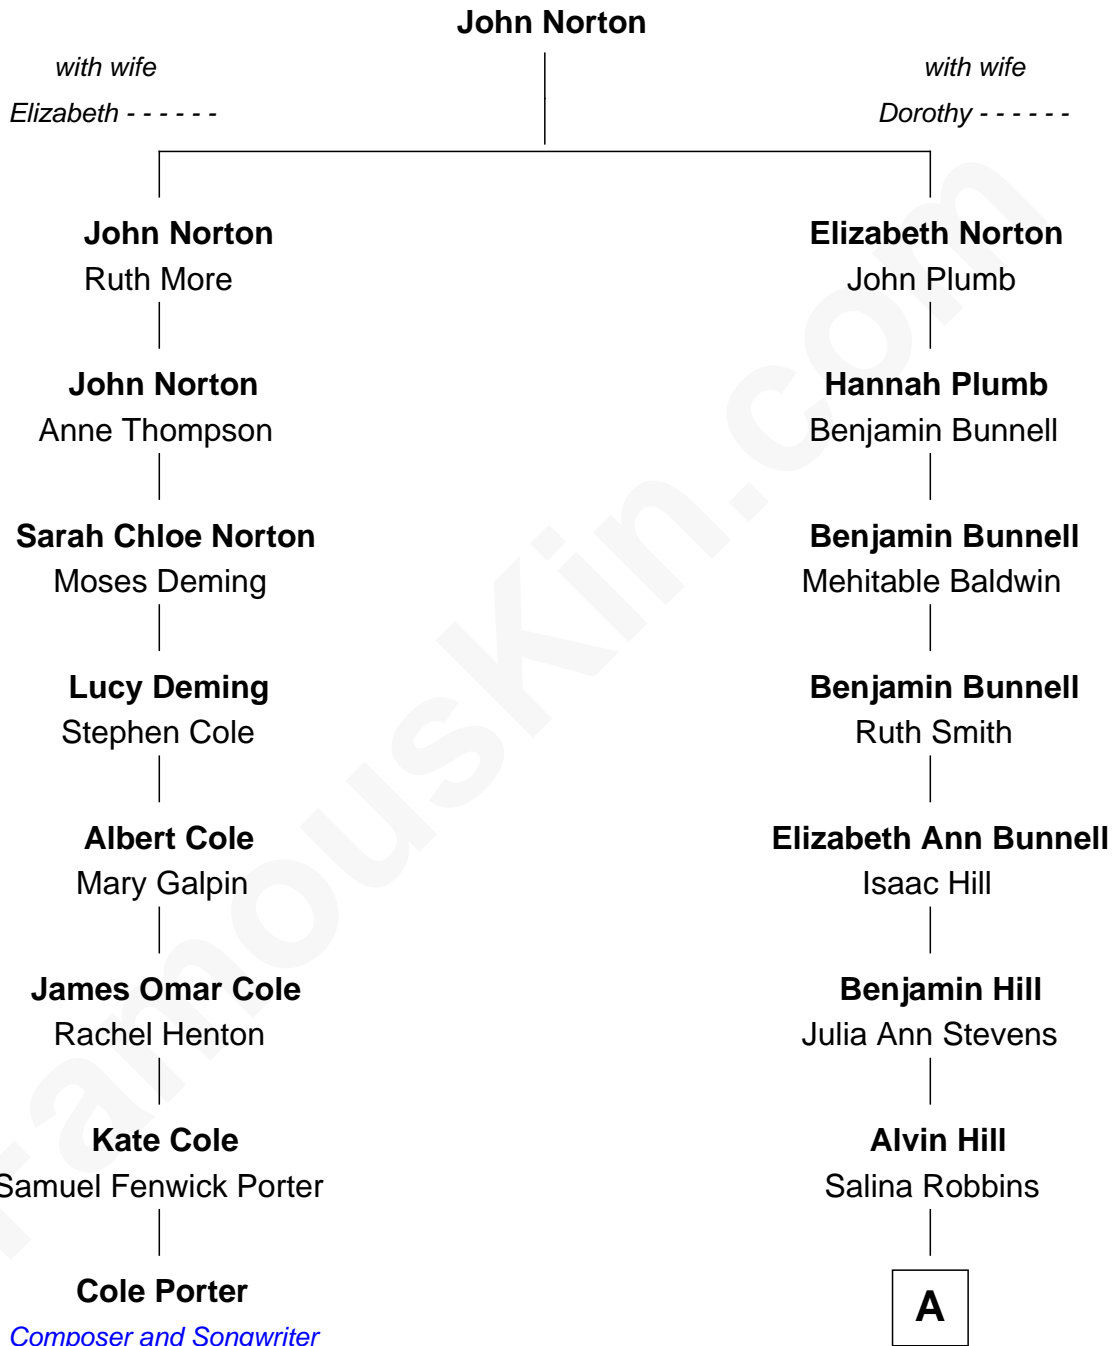 John Norton
with wife
Elizabeth - - - - - -
with wife
Dorothy - - - - - -
John Norton
Ruth More
Elizabeth Norton
John Plumb
John Norton
Anne Thompson
Hannah Plumb
Benjamin Bunnell
Sarah Chloe Norton
Moses Deming
Benjamin Bunnell
Mehitable Baldwin
Lucy Deming
Stephen Cole
Benjamin Bunnell
Ruth Smith
Albert Cole
Mary Galpin
Elizabeth Ann Bunnell
Isaac Hill
James Omar Cole
Rachel Henton
Benjamin Hill
Julia Ann Stevens
Kate Cole
Samuel Fenwick Porter
Alvin Hill
Salina Robbins
Cole Porter
Composer and Songwriter
A
FamousKin.com